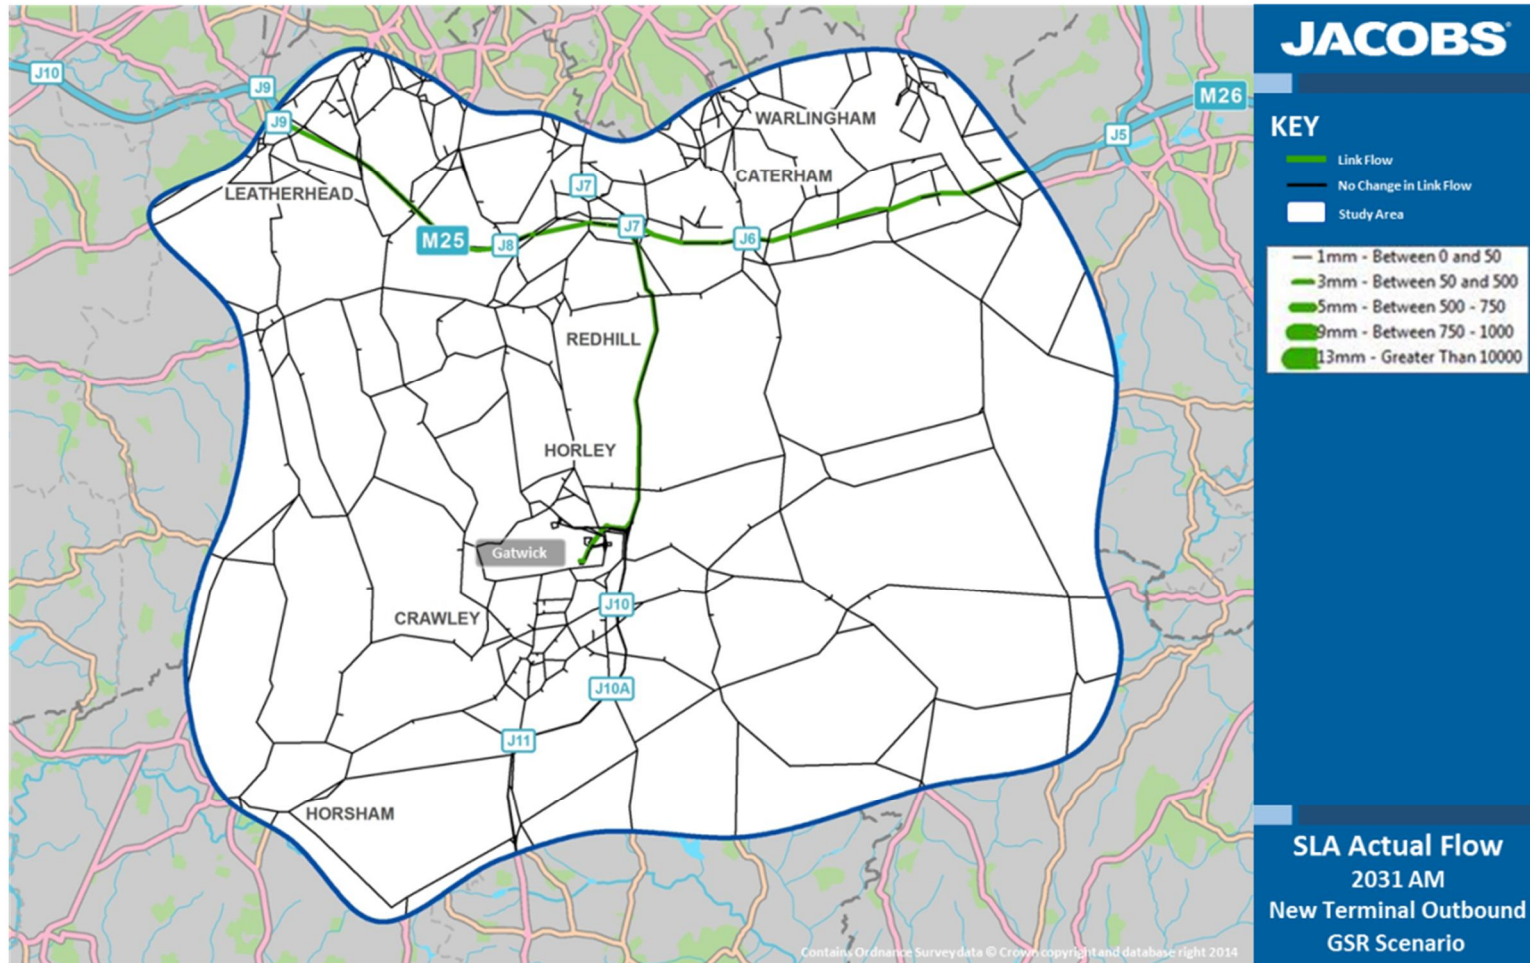 JACOBS
KEY
Link Flow
No Change in Link Flow
Study Area
1mm - Between 0 and 50
3mm - Between 50 and 500
5mm - Between 500 - 750
9mm - Between 750 - 1000
13mm - Greater Than 10000
SLA Actual Flow
2031 AM
New Terminal Outbound
GSR Scenario
J10
J9
J9
M26
J5
WARLINGHAM
CATERHAM
LEATHERHEAD
J7
M25
J8
J7
J6
REDHILL
HORLEY
Gatwick
CRAWLEY
J10
J10A
J11
HORSHAM
Contains Ordnance Survey data © Crown copyright and database right 2014